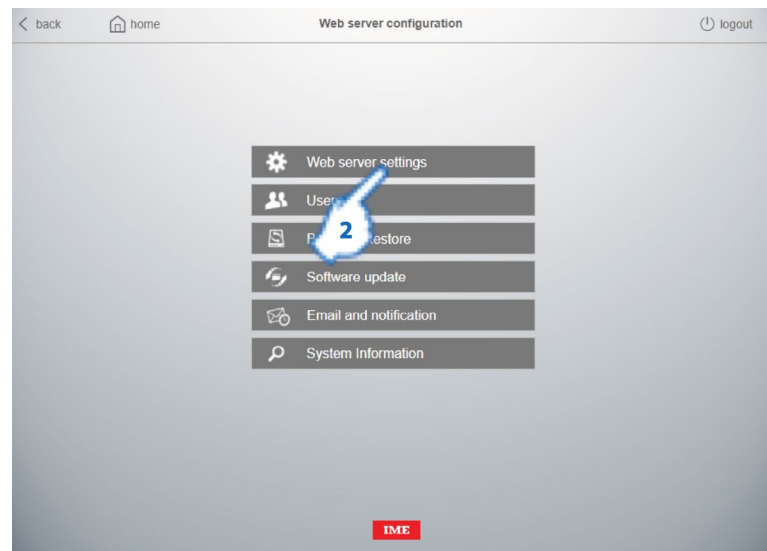 back
home
Web server configuration
logout
Web server settings
2
Software update
Email and notification
System Information
IME